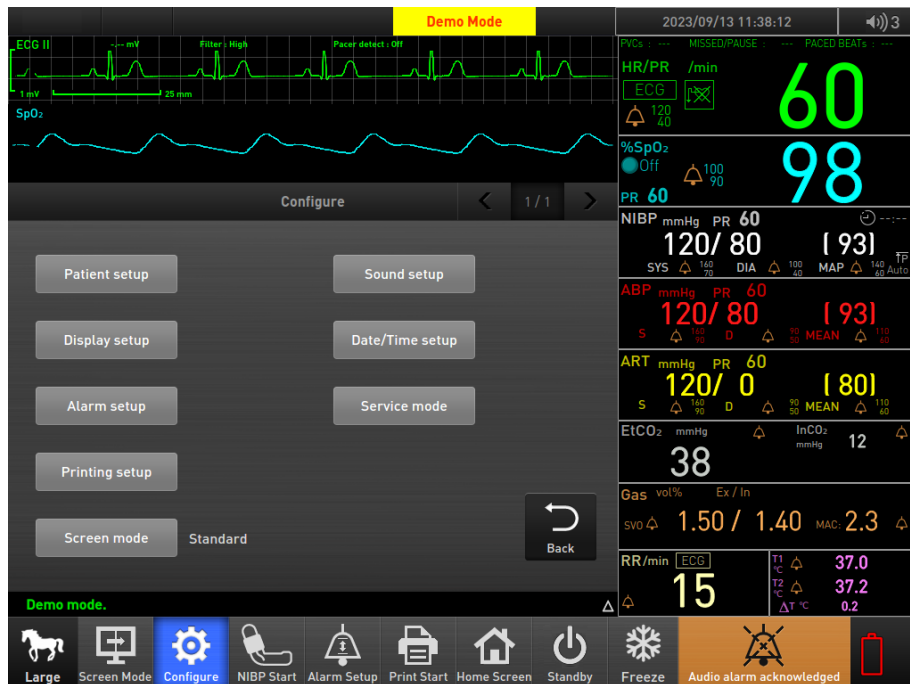 Demo Mode
2023/09/13 11:38:12
3
ECG II
-.-- mV
Filter : High
Pacer detect : Off
1 mV
25 mm
SpO₂
PVCs : ---
MISSED/PAUSE : ---
PACED BEATS : ---
HR/PR /min
ECG
120
40
60
%SpO₂
Off
100
90
PR 60
98
NIBP mmHg PR 60
--:--
120/ 80 ( 93)
SYS 160 70 DIA 100 40 MAP 140 60 Auto
ABP mmHg PR 60
120/ 80 ( 93)
S 160 90 D 90 50 MEAN 110 60
ART mmHg PR 60
120/ 0 ( 80)
S 160 90 D 90 50 MEAN 110 60
EtCO₂ mmHg
38
InCO₂
mmHg
12
Gas vol% Ex / In
SVO 1.50 / 1.40 MAC: 2.3
RR/min ECG
15
T1 °C 37.0
T2 °C 37.2
ΔT °C 0.2
Configure
1 / 1
Patient setup
Sound setup
Display setup
Date/Time setup
Alarm setup
Service mode
Printing setup
Screen mode
Standard
Back
Demo mode.
Large
Screen Mode
Configure
NIBP Start
Alarm Setup
Print Start
Home Screen
Standby
Freeze
Audio alarm acknowledged